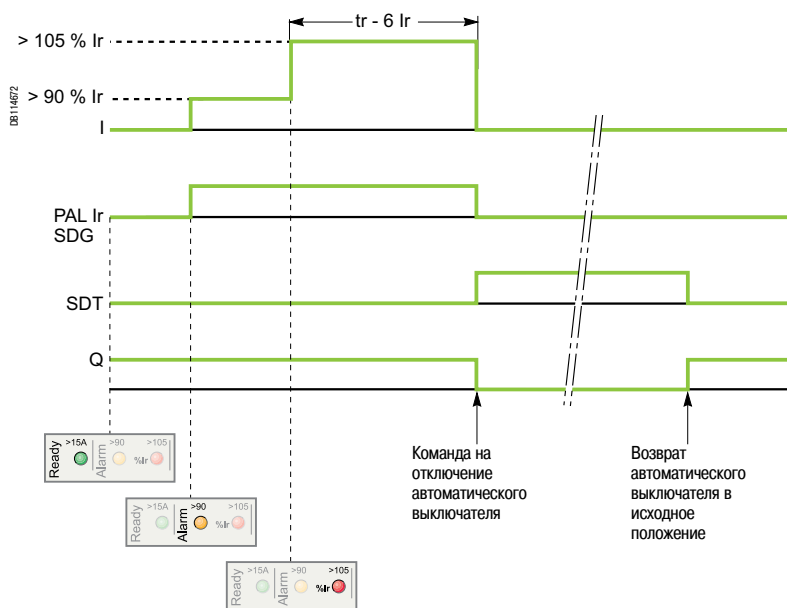 tr - 6 Ir
> 105 % Ir
> 90 % Ir
DB114672
I
PAL Ir
SDG
SDT
Q
Ready >15A Alarm >90 %Ir >105
Команда на
отключение
автоматического
выключателя
Возврат
автоматического
выключателя в
исходное
положение
Ready >15A Alarm >90 %Ir >105
Ready >15A Alarm >90 %Ir >105